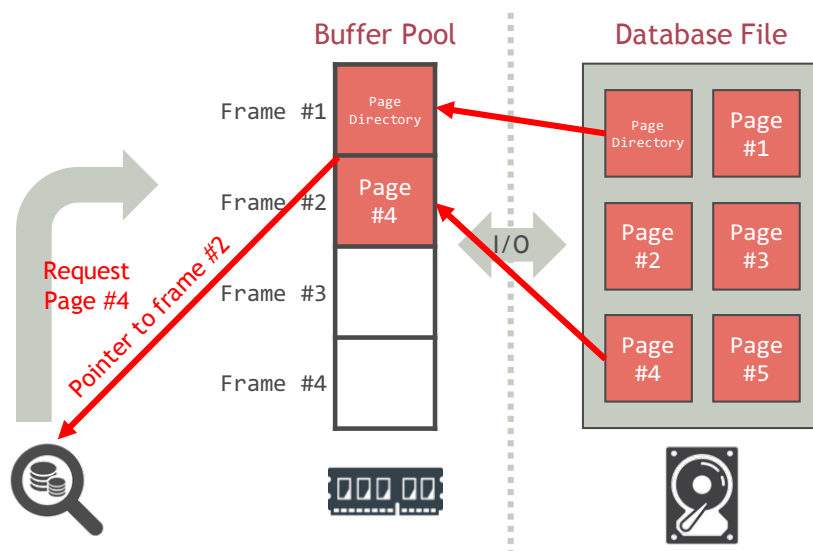 Buffer Pool
Database File
Frame #1
Page
Directory
Page
Directory
Page
#1
Frame #2
Page
#4
Request
Page #4
Pointer to frame #2
I/O
Page
#2
Page
#3
Frame #3
Frame #4
Page
#4
Page
#5